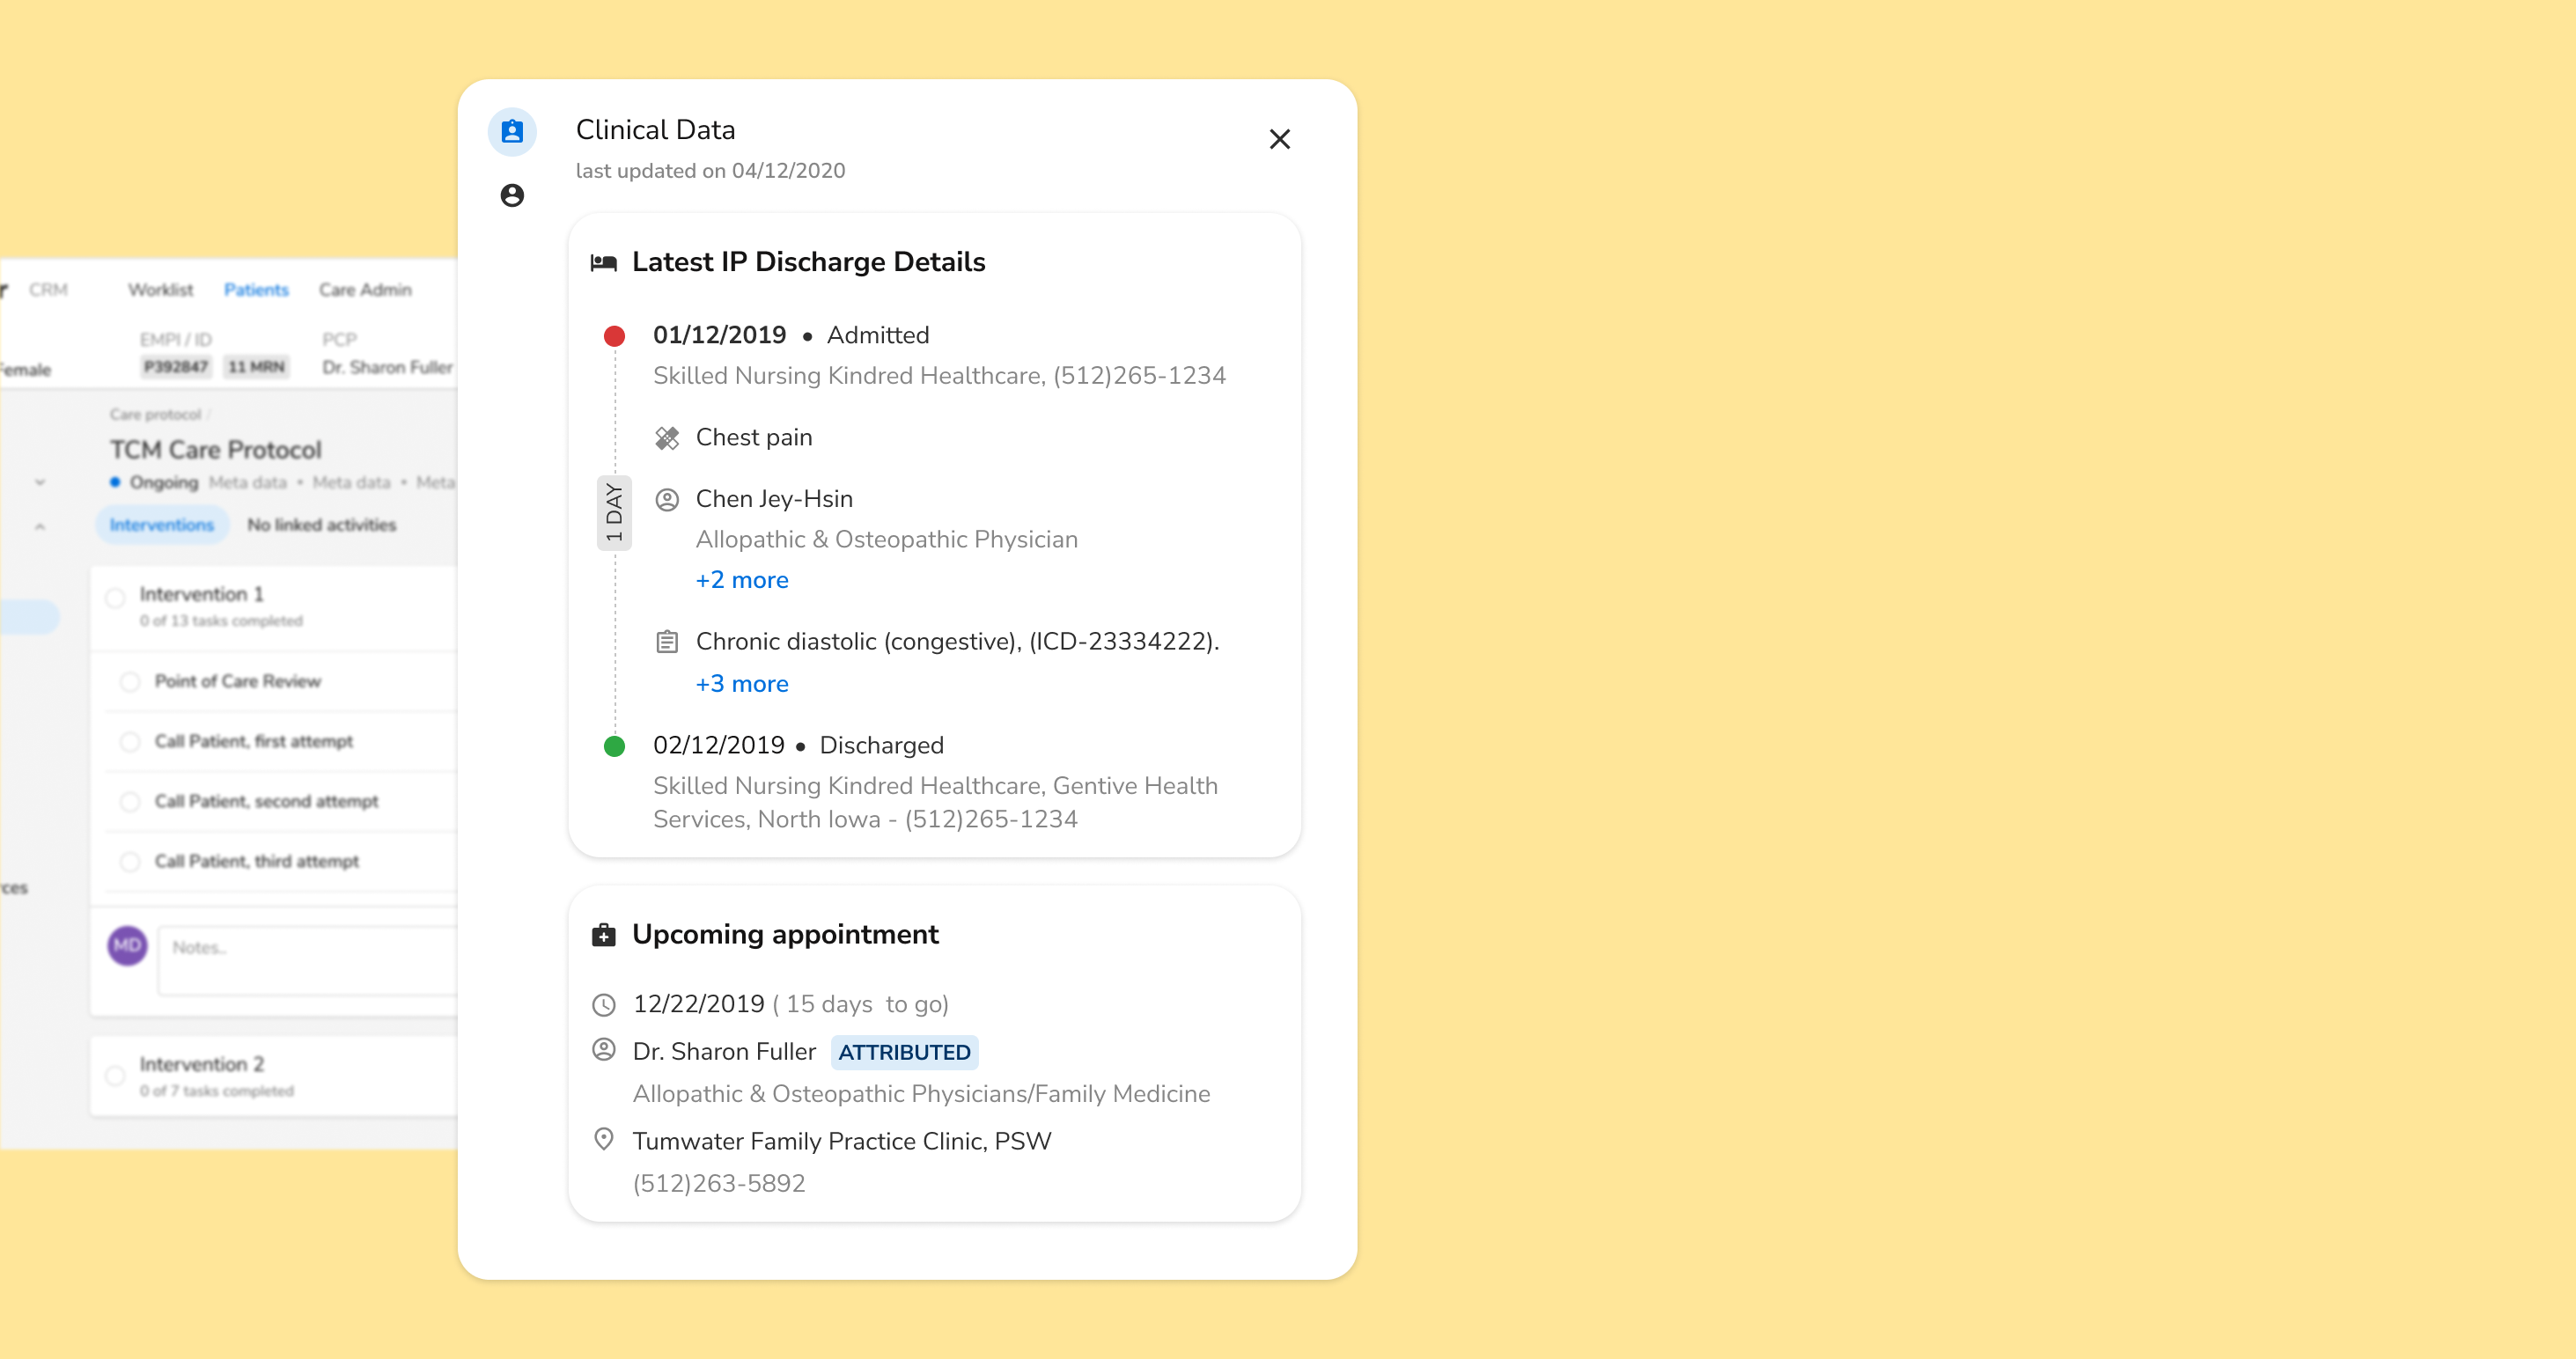 CRM Worklist Patients Care Admin
EMPI / ID PCP
Female P392847 11 MRN Dr. Sharon Fuller
Care protocol /
TCM Care Protocol
Ongoing Meta data • Meta data • Meta
Interventions No linked activities
Intervention 1
0 of 13 tasks completed
Point of Care Review
Call Patient, first attempt
Call Patient, second attempt
Call Patient, third attempt
MD Notes..
Intervention 2
0 of 7 tasks completed
Clinical Data
last updated on 04/12/2020
Latest IP Discharge Details
01/12/2019 • Admitted
Skilled Nursing Kindred Healthcare, (512)265-1234
Chest pain
1 DAY
Chen Jey-Hsin
Allopathic & Osteopathic Physician
+2 more
Chronic diastolic (congestive), (ICD-23334222).
+3 more
02/12/2019 • Discharged
Skilled Nursing Kindred Healthcare, Gentive Health
Services, North Iowa - (512)265-1234
Upcoming appointment
12/22/2019 ( 15 days to go)
Dr. Sharon Fuller ATTRIBUTED
Allopathic & Osteopathic Physicians/Family Medicine
Tumwater Family Practice Clinic, PSW
(512)263-5892